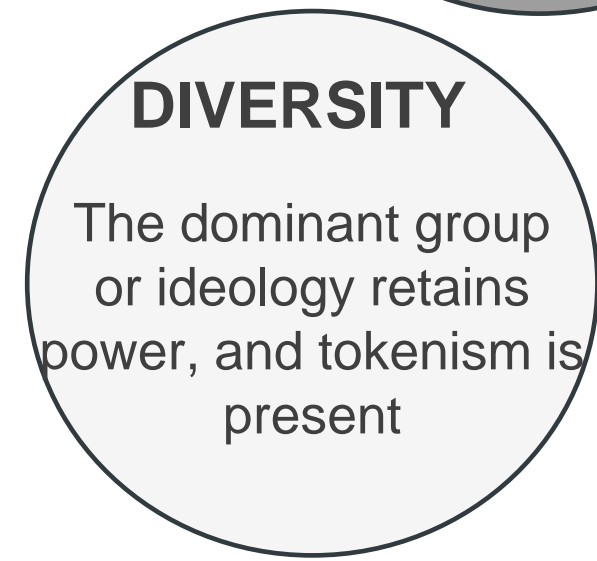 DIVERSITY
The dominant group
or ideology retains
power, and tokenism is
present